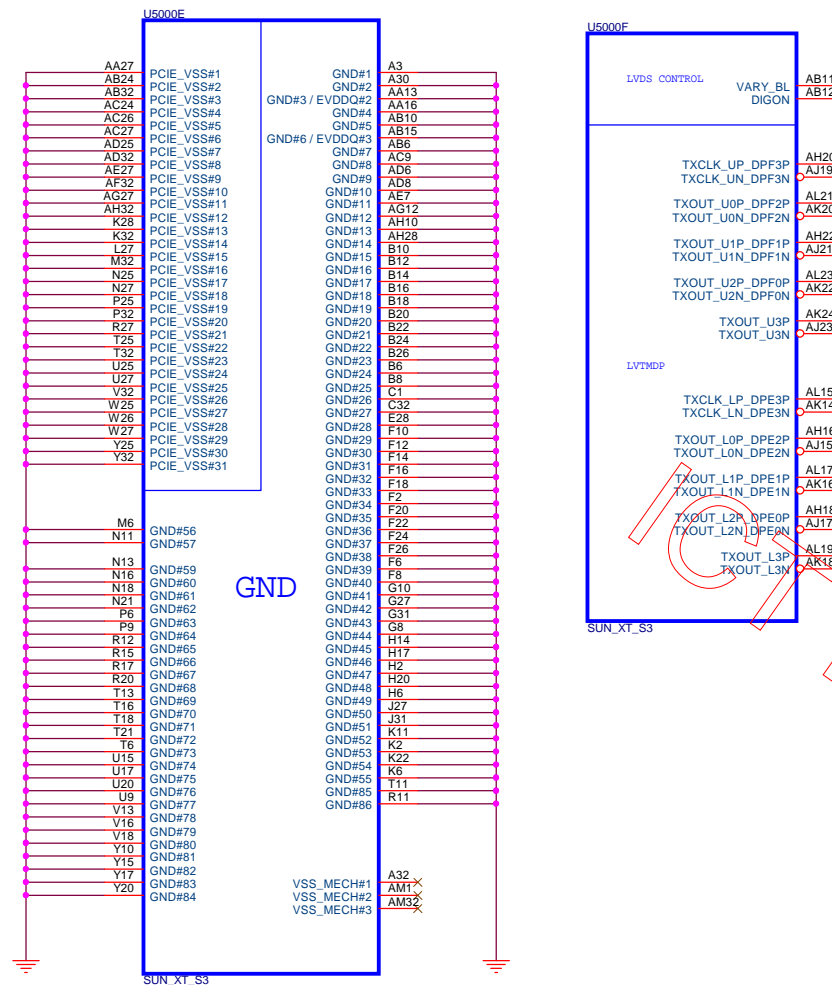 U5000E
AA27 PCIE_VSS#1
AB24 PCIE_VSS#2
AB32 PCIE_VSS#3
AC24 PCIE_VSS#4
AC26 PCIE_VSS#5
AC27 PCIE_VSS#6
AD25 PCIE_VSS#7
AD32 PCIE_VSS#8
AE27 PCIE_VSS#9
AF32 PCIE_VSS#10
AG27 PCIE_VSS#11
AH32 PCIE_VSS#12
K28 PCIE_VSS#13
K32 PCIE_VSS#14
L27 PCIE_VSS#15
M32 PCIE_VSS#16
N25 PCIE_VSS#17
N27 PCIE_VSS#18
P25 PCIE_VSS#19
P32 PCIE_VSS#20
R27 PCIE_VSS#21
T25 PCIE_VSS#22
T32 PCIE_VSS#23
U25 PCIE_VSS#24
U27 PCIE_VSS#25
V32 PCIE_VSS#26
W25 PCIE_VSS#27
W26 PCIE_VSS#28
W27 PCIE_VSS#29
Y25 PCIE_VSS#30
Y32 PCIE_VSS#31
M6 GND#56
N11 GND#57
N13 GND#59
N16 GND#60
N18 GND#61
N21 GND#62
P6 GND#63
P9 GND#64
R12 GND#65
R15 GND#66
R17 GND#67
R20 GND#68
T13 GND#69
T16 GND#70
T18 GND#71
T21 GND#72
T6 GND#73
U15 GND#74
U17 GND#75
U20 GND#76
U9 GND#77
V13 GND#78
V16 GND#79
V18 GND#80
Y10 GND#81
Y15 GND#82
Y17 GND#83
Y20 GND#84
GND
GND#1 A3
GND#2 A30
GND#3 / EVDDQ#2 AA13
GND#4 AA16
GND#5 AB10
GND#6 / EVDDQ#3 AB15
GND#7 AB6
GND#8 AC9
GND#9 AD6
GND#10 AD8
GND#11 AE7
GND#12 AG12
GND#13 AH10
GND#14 AH28
GND#15 B10
GND#16 B12
GND#17 B14
GND#18 B16
GND#19 B18
GND#20 B20
GND#21 B22
GND#22 B24
GND#23 B26
GND#24 B6
GND#25 B8
GND#26 C1
GND#27 C32
GND#28 E28
GND#29 F10
GND#30 F12
GND#31 F14
GND#32 F16
GND#33 F18
GND#34 F2
GND#35 F20
GND#36 F22
GND#37 F24
GND#38 F26
GND#39 F6
GND#40 F8
GND#41 G10
GND#42 G27
GND#43 G31
GND#44 G8
GND#45 H14
GND#46 H17
GND#47 H2
GND#48 H20
GND#49 H6
GND#50 J27
GND#51 J31
GND#52 K11
GND#53 K2
GND#54 K22
GND#55 K6
GND#85 T11
GND#86 R11
VSS_MECH#1 A32
VSS_MECH#2 AM1
VSS_MECH#3 AM32
SUN_XT_S3
U5000F
LVDS CONTROL
VARY_BL AB11
DIGON AB12
TXCLK_UP_DPF3P AH20
TXCLK_UN_DPF3N AJ19
TXOUT_U0P_DPF2P AL21
TXOUT_U0N_DPF2N AK20
TXOUT_U1P_DPF1P AH22
TXOUT_U1N_DPF1N AJ21
TXOUT_U2P_DPF0P AL23
TXOUT_U2N_DPF0N AK22
TXOUT_U3P AK24
TXOUT_U3N AJ23
LVTMDP
TXCLK_LP_DPE3P AL15
TXCLK_LN_DPE3N AK14
TXOUT_L0P_DPE2P AH16
TXOUT_L0N_DPE2N AJ15
TXOUT_L1P_DPE1P AL17
TXOUT_L1N_DPE1N AK16
TXOUT_L2P_DPE0P AH18
TXOUT_L2N_DPE0N AJ17
TXOUT_L3P AL19
TXOUT_L3N AK18
SUN_XT_S3